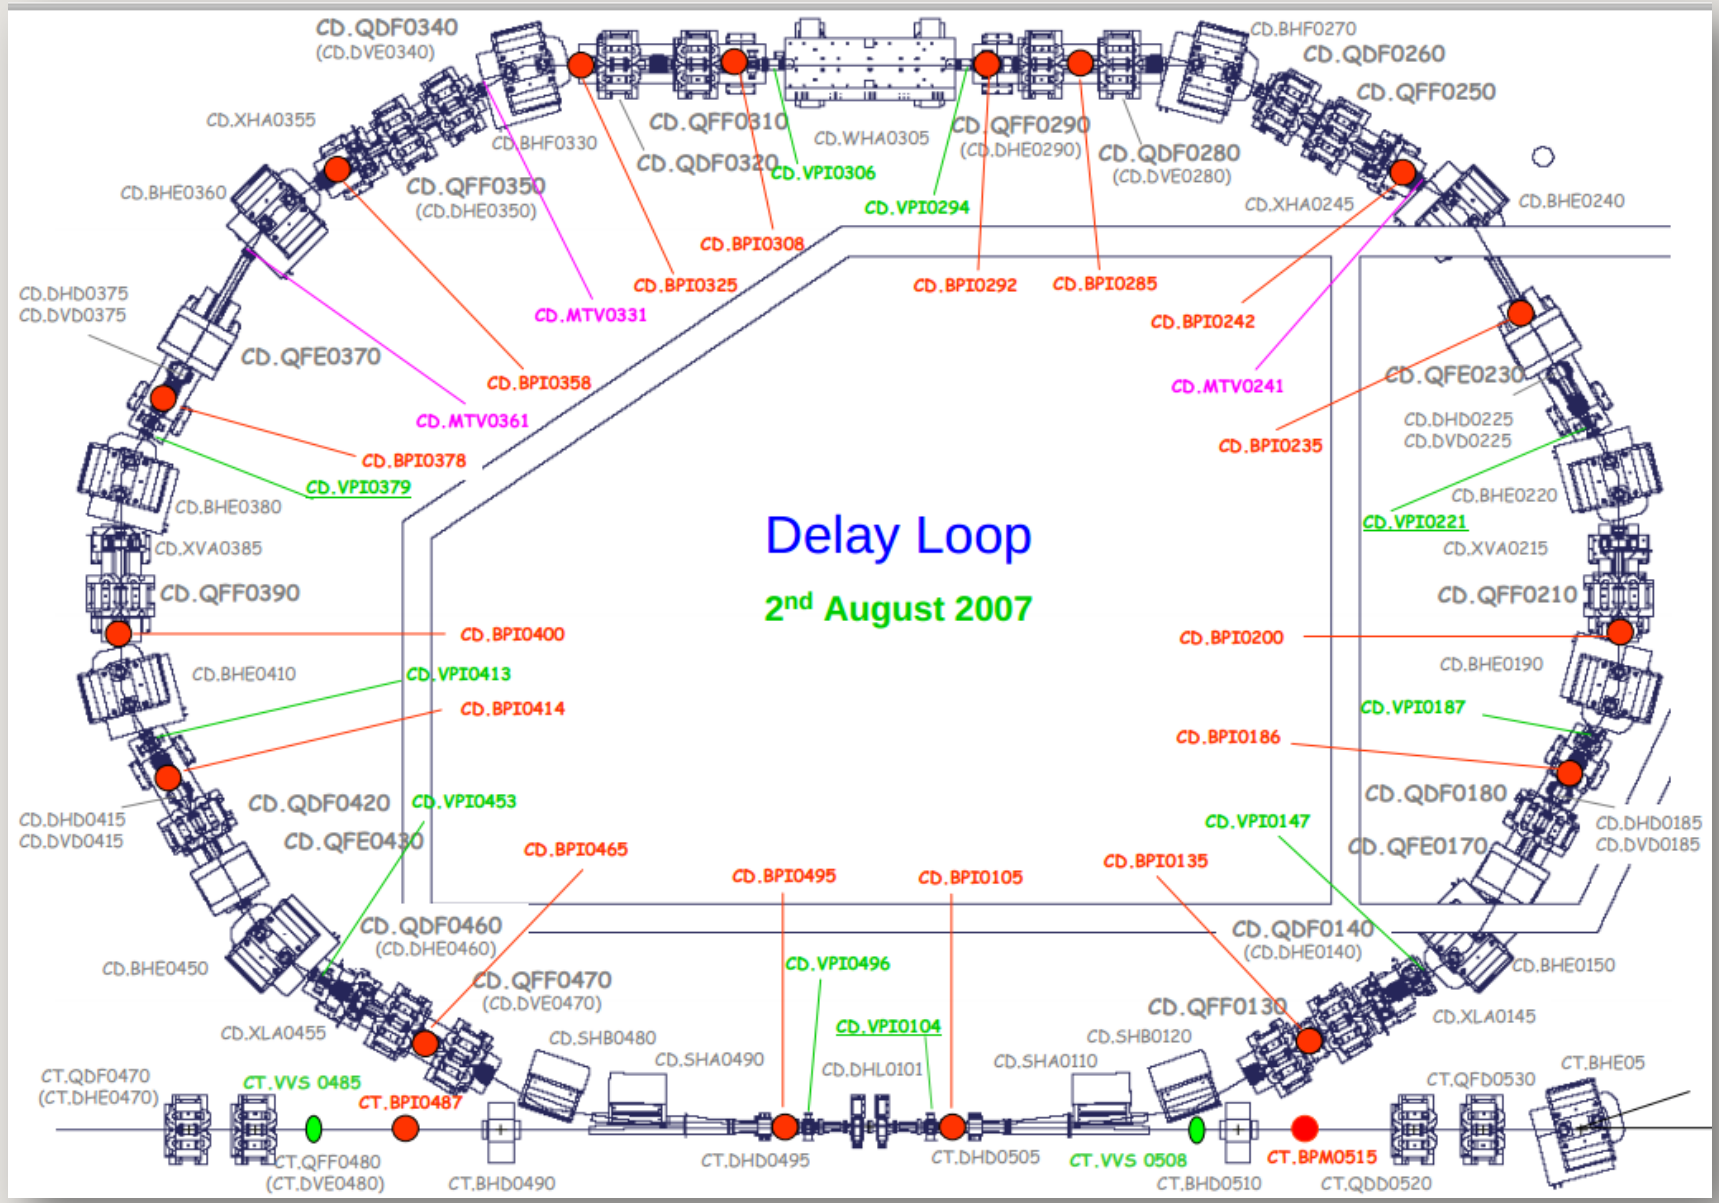 CD.QDF0340
(CD.DVE0340)
CD.BHF0270
CD.QDF0260
CD.QFF0250
CD.XHA0355
CD.BHF0330
CD.QFF0310
CD.QDF0320
CD.WHA0305
CD.VPI0306
CD.VPI0294
CD.QFF0290
(CD.DHE0290)
CD.QDF0280
(CD.DVE0280)
CD.BHE0360
CD.QFF0350
(CD.DHE0350)
CD.XHA0245
CD.BHE0240
CD.BPI0308
CD.BPI0325
CD.BPI0292
CD.BPI0285
CD.MTV0331
CD.BPI0242
CD.DHD0375
CD.DVD0375
CD.QFE0370
CD.BPI0358
CD.MTV0361
CD.MTV0241
CD.QFE0230
CD.DHD0225
CD.DVD0225
CD.BPI0235
CD.BPI0378
CD.VPI0379
CD.BHE0380
CD.BHE0220
CD.VPI0221
CD.XVA0385
CD.XVA0215
Delay Loop
2nd August 2007
CD.QFF0390
CD.QFF0210
CD.BPI0400
CD.BPI0200
CD.BHE0410
CD.VPI0413
CD.BPI0414
CD.BHE0190
CD.VPI0187
CD.BPI0186
CD.QDF0420
CD.QFE0430
CD.VPI0453
CD.DHD0415
CD.DVD0415
CD.QDF0180
CD.QFE0170
CD.VPI0147
CD.DHD0185
CD.DVD0185
CD.BPI0465
CD.BPI0495
CD.BPI0105
CD.BPI0135
CD.QDF0460
(CD.DHE0460)
CD.QDF0140
(CD.DHE0140)
CD.BHE0450
CD.QFF0470
(CD.DVE0470)
CD.VPI0496
CD.BHE0150
CD.XLA0455
CD.VPI0104
CD.QFF0130
CD.XLA0145
CD.SHB0480
CD.SHA0490
CD.DHL0101
CD.SHA0110
CD.SHB0120
CT.QDF0470
(CT.DHE0470)
CT.VVS 0485
CT.BPI0487
CT.QFD0530
CT.BHE05
CT.QFF0480
(CT.DVE0480)
CT.BHD0490
CT.DHD0495
CT.DHD0505
CT.VVS 0508
CT.BHD0510
CT.BPM0515
CT.QDD0520